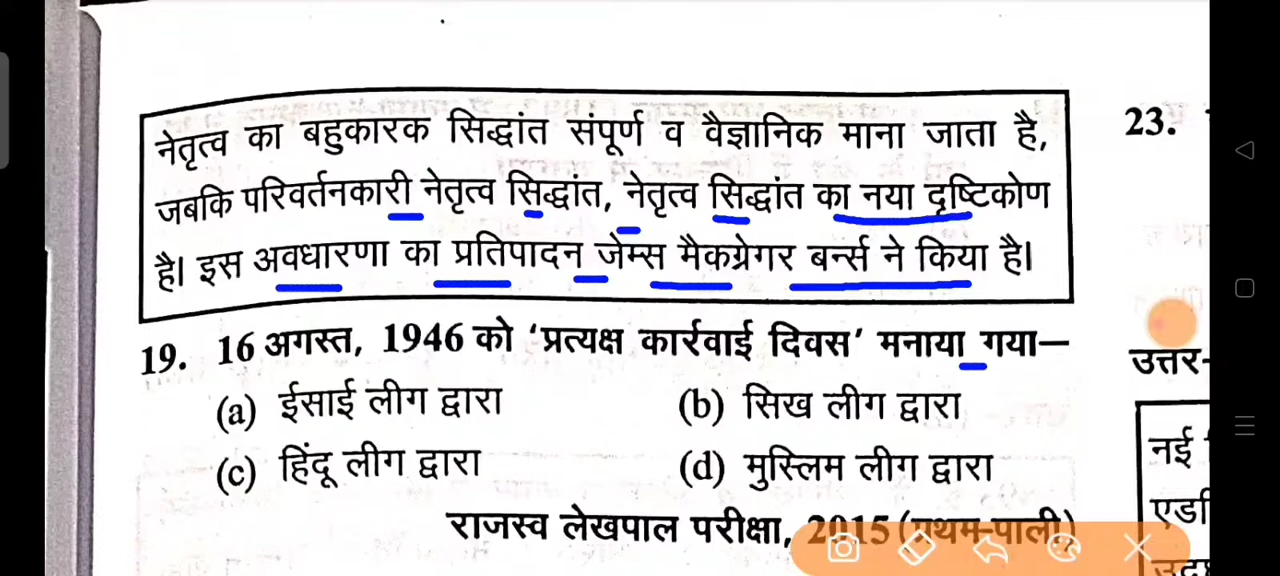 नेतृत्व का बहुकारक सिद्धांत संपूर्ण व वैज्ञानिक माना जाता है,
जबकि परिवर्तनकारी नेतृत्व सिद्धांत, नेतृत्व सिद्धांत का नया दृष्टिकोण
है। इस अवधारणा का प्रतिपादन जेम्स मैकग्रेगर बर्न्स ने किया है।
19. 16 अगस्त, 1946 को ‘प्रत्यक्ष कार्रवाई दिवस’ मनाया गया—
(a) ईसाई लीग द्वारा (b) सिख लीग द्वारा
(c) हिंदू लीग द्वारा (d) मुस्लिम लीग द्वारा
राजस्व लेखपाल परीक्षा, 2015 (प्रथम-पाली)
23.
उत्तर-
नई